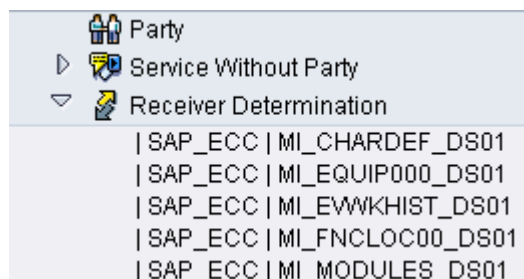 Party
Service Without Party
Receiver Determination
| SAP_ECC | MI_CHARDEF_DS01
| SAP_ECC | MI_EQUIP000_DS01
| SAP_ECC | MI_EVWKHIST_DS01
| SAP_ECC | MI_FNCLOC00_DS01
| SAP_ECC | MI_MODULES_DS01